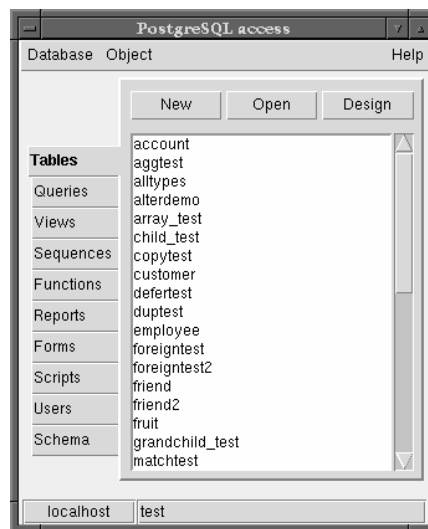 PostgreSQL access
Database Object Help
New Open Design
Tables
Queries
Views
Sequences
Functions
Reports
Forms
Scripts
Users
Schema
account
aggtest
alltypes
alterdemo
array_test
child_test
copytest
customer
defertest
duptest
employee
foreigntest
foreigntest2
friend
friend2
fruit
grandchild_test
matchtest
localhost test